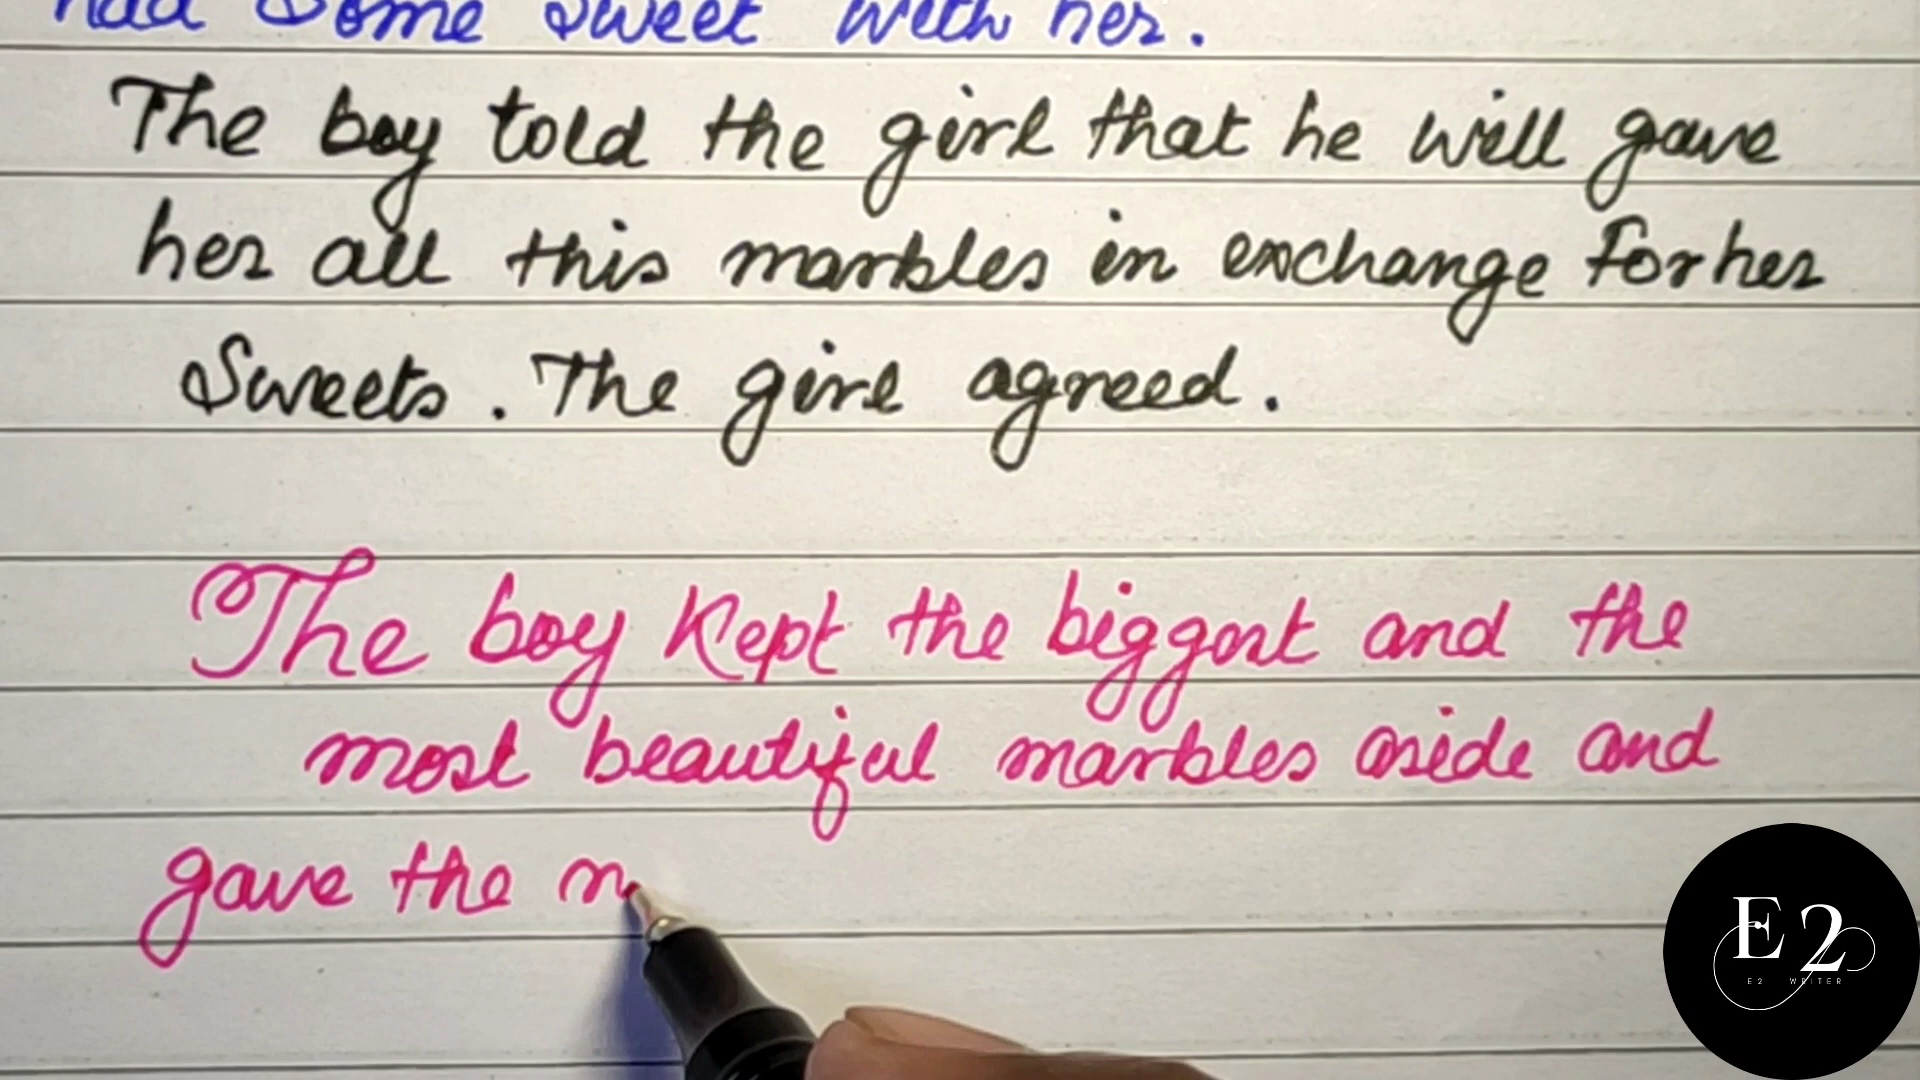 had Some Sweet with her.
The boy told the girl that he will gave
her all this marbles in exchange for her
Sweets. The girl agreed.
The boy Kept the biggest and the
most beautiful marbles aside and
gave the
E2
E2 WRITER